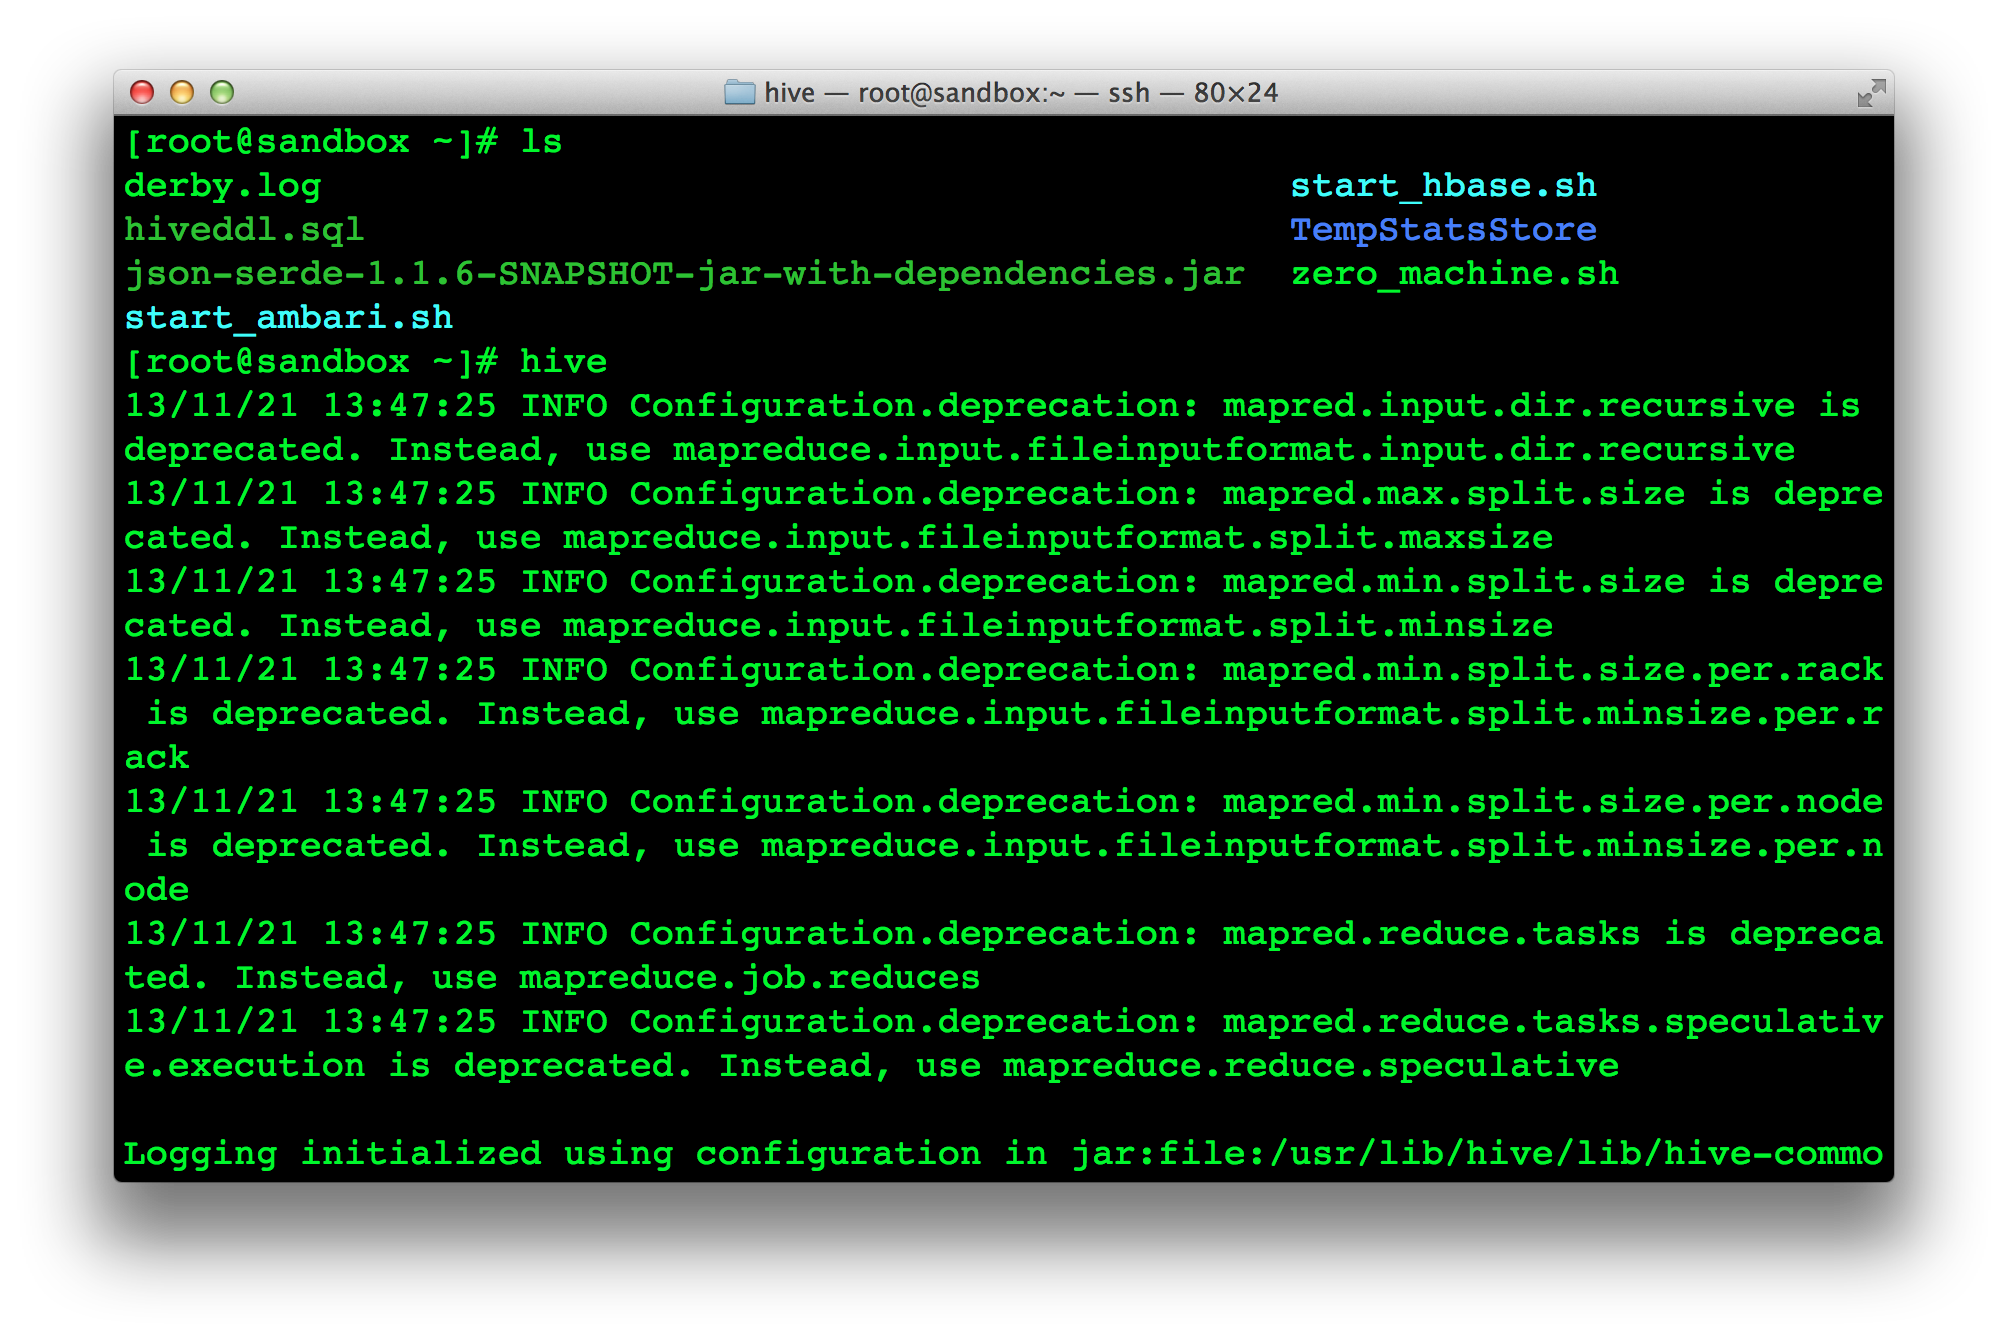 hive — root@sandbox:~ — ssh — 80×24
[root@sandbox ~]# ls
derby.log                                            start_hbase.sh
hiveddl.sql                                          TempStatsStore
json-serde-1.1.6-SNAPSHOT-jar-with-dependencies.jar  zero_machine.sh
start_ambari.sh
[root@sandbox ~]# hive
13/11/21 13:47:25 INFO Configuration.deprecation: mapred.input.dir.recursive is
deprecated. Instead, use mapreduce.input.fileinputformat.input.dir.recursive
13/11/21 13:47:25 INFO Configuration.deprecation: mapred.max.split.size is depre
cated. Instead, use mapreduce.input.fileinputformat.split.maxsize
13/11/21 13:47:25 INFO Configuration.deprecation: mapred.min.split.size is depre
cated. Instead, use mapreduce.input.fileinputformat.split.minsize
13/11/21 13:47:25 INFO Configuration.deprecation: mapred.min.split.size.per.rack
 is deprecated. Instead, use mapreduce.input.fileinputformat.split.minsize.per.r
ack
13/11/21 13:47:25 INFO Configuration.deprecation: mapred.min.split.size.per.node
 is deprecated. Instead, use mapreduce.input.fileinputformat.split.minsize.per.n
ode
13/11/21 13:47:25 INFO Configuration.deprecation: mapred.reduce.tasks is depreca
ted. Instead, use mapreduce.job.reduces
13/11/21 13:47:25 INFO Configuration.deprecation: mapred.reduce.tasks.speculativ
e.execution is deprecated. Instead, use mapreduce.reduce.speculative

Logging initialized using configuration in jar:file:/usr/lib/hive/lib/hive-commo